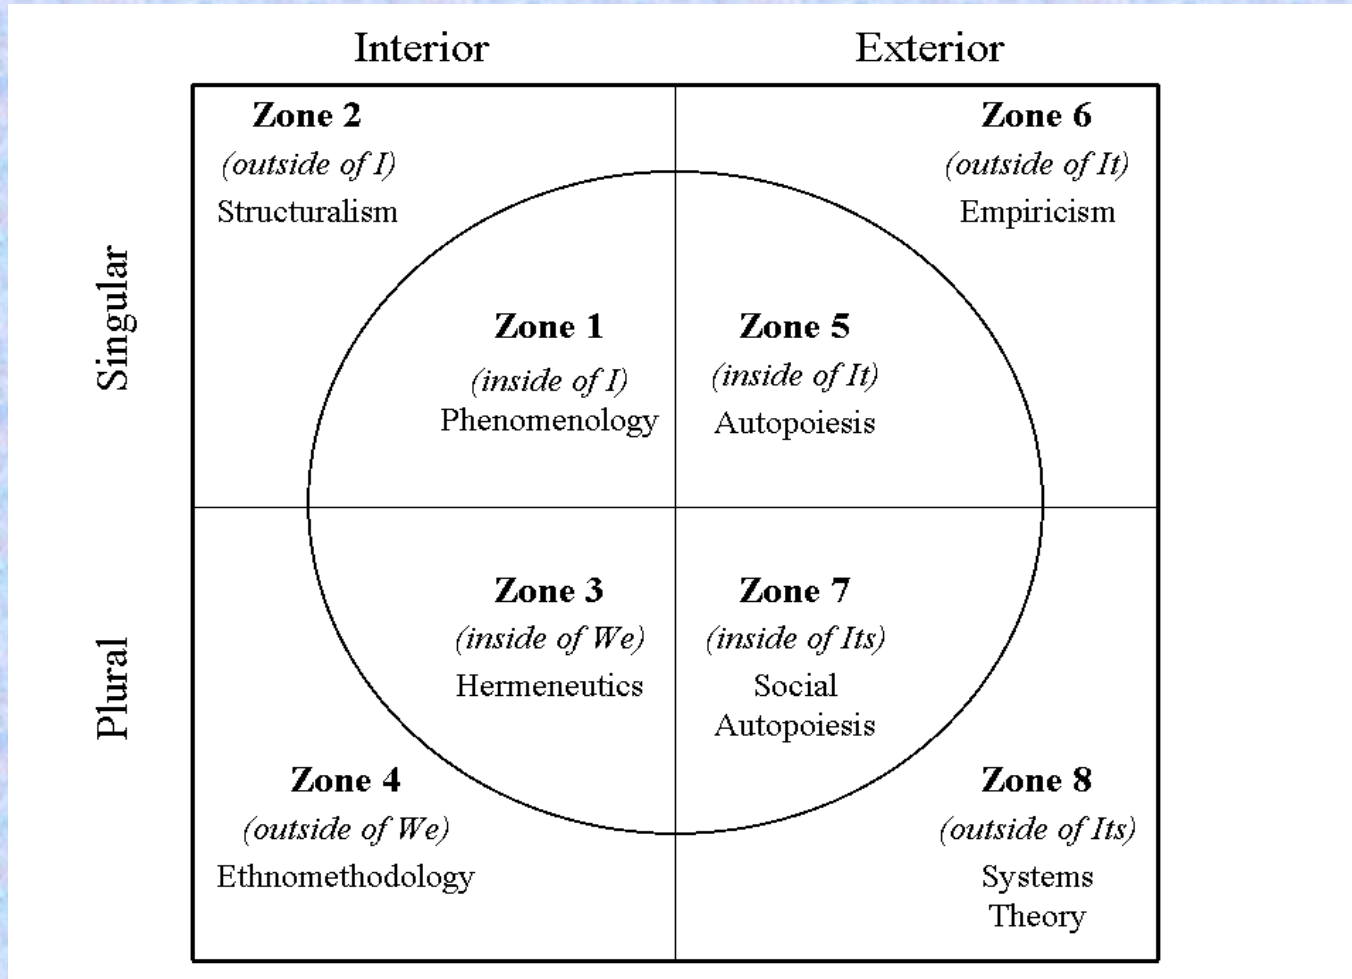 Interior
Exterior
Singular
Zone 2
(outside of I)
Structuralism
Zone 6
(outside of It)
Empiricism
Zone 1
(inside of I)
Phenomenology
Zone 5
(inside of It)
Autopoiesis
Plural
Zone 3
(inside of We)
Hermeneutics
Zone 7
(inside of Its)
Social
Autopoiesis
Zone 4
(outside of We)
Ethnomethodology
Zone 8
(outside of Its)
Systems
Theory